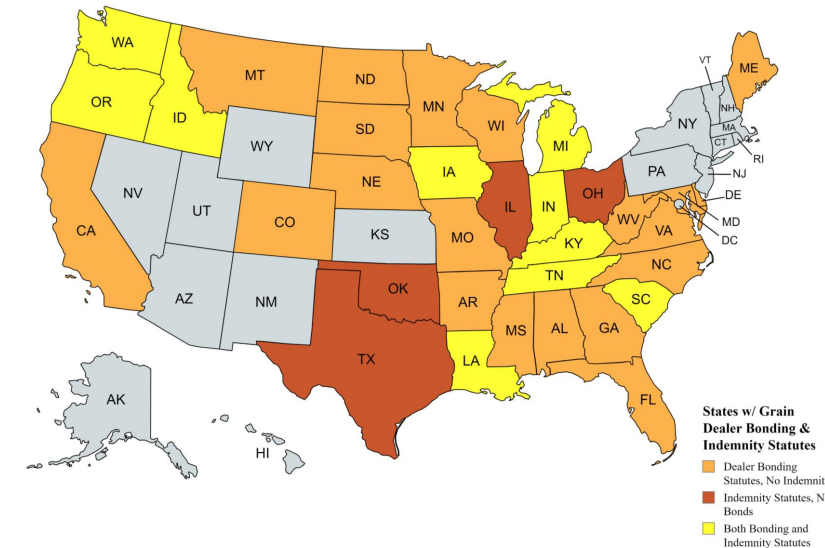 WA
VT
ME
MT
ND
MN
OR
NH
ID
SD
WI
NY
MA
CT
RI
MI
WY
IA
PA
NJ
NE
NV
OH
IL
IN
DE
UT
CO
WV
MD
CA
KS
MO
KY
VA
DC
NC
TN
OK
AZ
NM
AR
SC
MS
AL
GA
TX
LA
AK
FL
HI
States w/ Grain
Dealer Bonding &
Indemnity Statutes
Dealer Bonding
Statutes, No Indemnit
Indemnity Statutes, N
Bonds
Both Bonding and
Indemnity Statutes